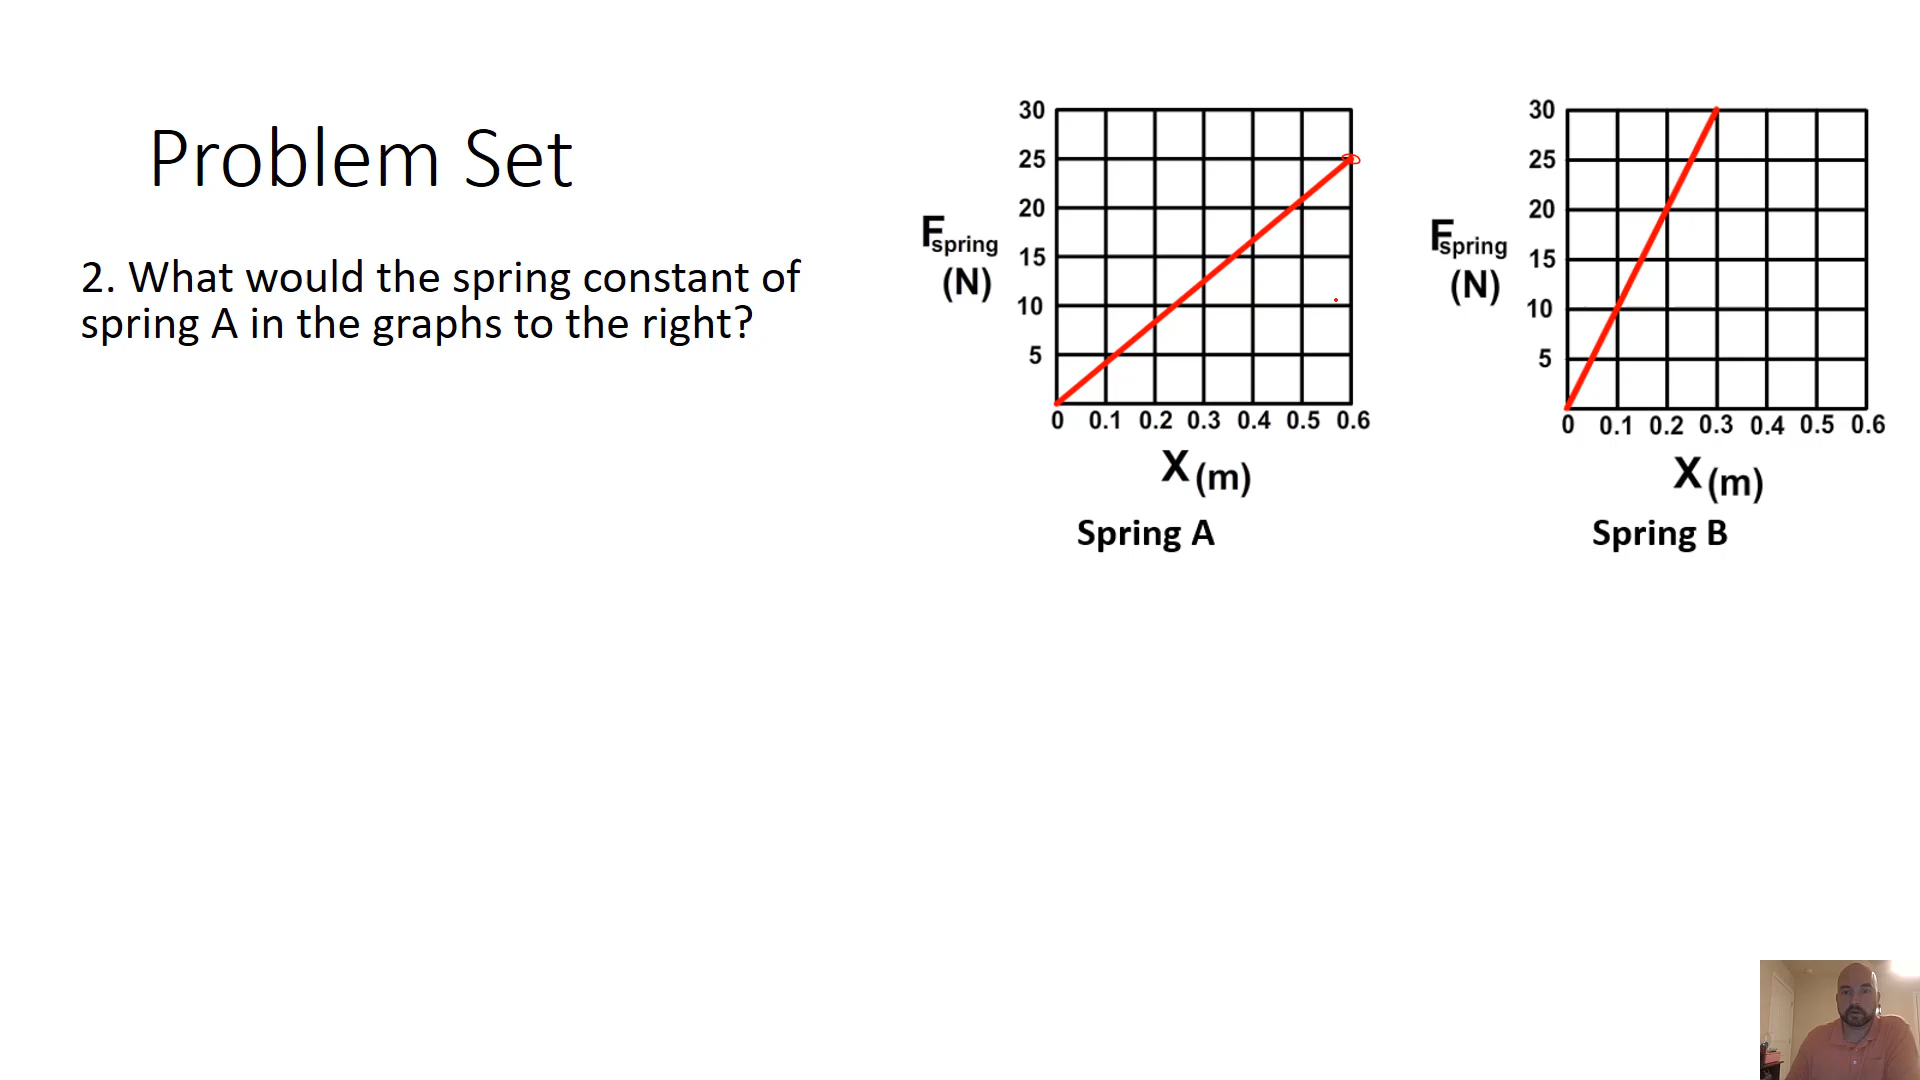 Problem Set
2. What would the spring constant of
spring A in the graphs to the right?
30
25
20
15
10
5
Fspring
(N)
0 0.1 0.2 0.3 0.4 0.5 0.6
X (m)
Spring A
30
25
20
15
10
5
Fspring
(N)
0 0.1 0.2 0.3 0.4 0.5 0.6
X (m)
Spring B